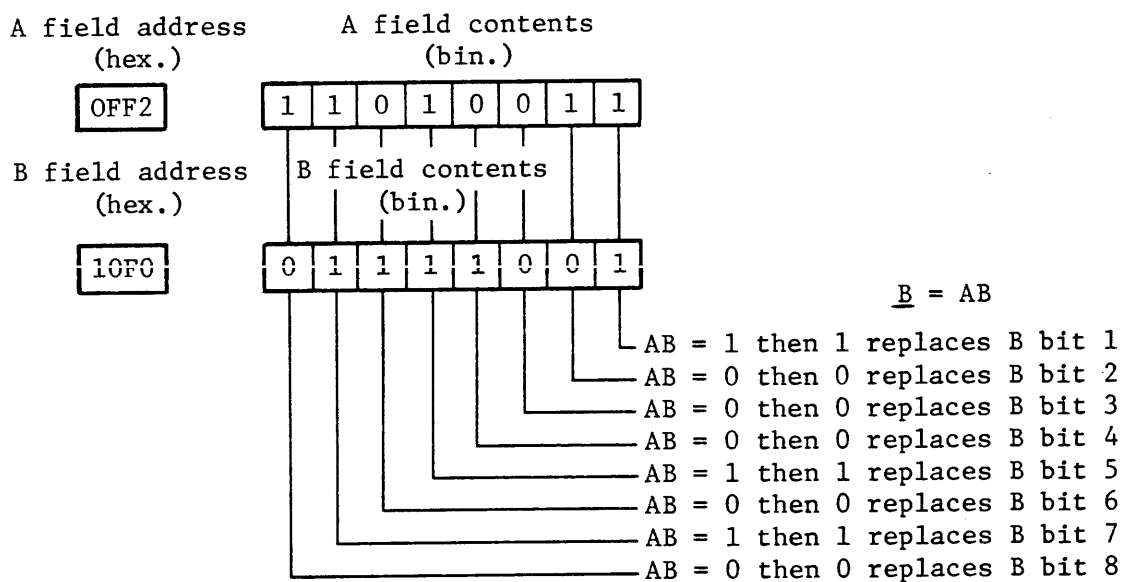 A field address A field contents
(hex.) (bin.)
0FF2 1 1 0 1 0 0 1 1
B field address B field contents
(hex.) (bin.)
10F0 0 1 1 1 1 0 0 1
B = AB
AB = 1 then 1 replaces B bit 1
AB = 0 then 0 replaces B bit 2
AB = 0 then 0 replaces B bit 3
AB = 0 then 0 replaces B bit 4
AB = 1 then 1 replaces B bit 5
AB = 0 then 0 replaces B bit 6
AB = 1 then 1 replaces B bit 7
AB = 0 then 0 replaces B bit 8